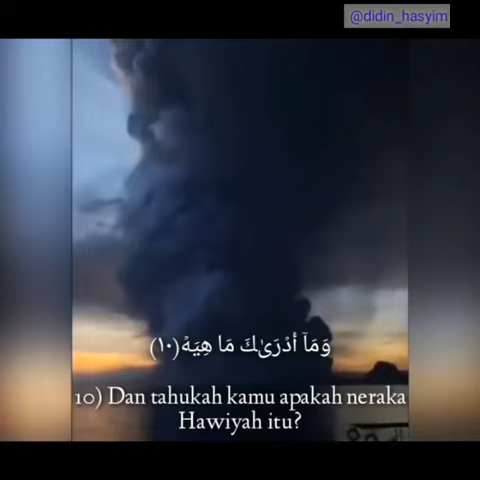 @didin_hasyim
وَمَآ أَدْرَىٰكَ مَا هِيَهْ(١٠)
10) Dan tahukah kamu apakah neraka
Hawiyah itu?